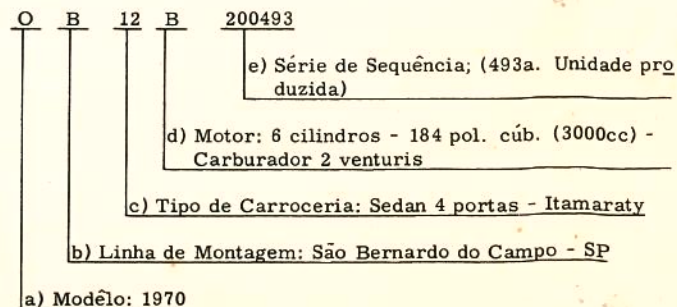 O B 12 B 200493
e) Série de Sequência; (493a. Unidade pro
duzida)
d) Motor: 6 cilindros - 184 pol. cúb. (3000cc) -
Carburador 2 venturis
c) Tipo de Carroceria: Sedan 4 portas - Itamaraty
b) Linha de Montagem: São Bernardo do Campo - SP
a) Modêlo: 1970